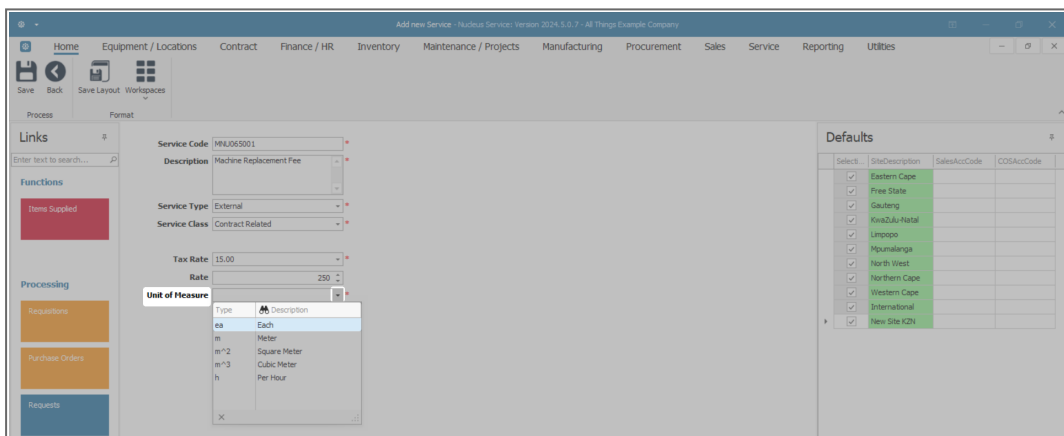 Add new Service - Nucleus Service: Version 2024.5.0.7 - All Things Example Company
Home Equipment / Locations Contract Finance / HR Inventory Maintenance / Projects Manufacturing Procurement Sales Service Reporting Utilities
Save Back Save Layout Workspaces
Process Format
Links
Enter text to search...
Functions
Items Supplied
Processing
Requisitions
Purchase Orders
Requests
Service Code MNU065001 *
Description Machine Replacement Fee *
Service Type External *
Service Class Contract Related *
Tax Rate 15.00 *
Rate 250
Unit of Measure *
Type Description
ea Each
m Meter
m^2 Square Meter
m^3 Cubic Meter
h Per Hour
Defaults
Selecti... SiteDescription SalesAccCode COSAccCode
Eastern Cape
Free State
Gauteng
KwaZulu-Natal
Limpopo
Mpumalanga
North West
Northern Cape
Western Cape
International
New Site KZN